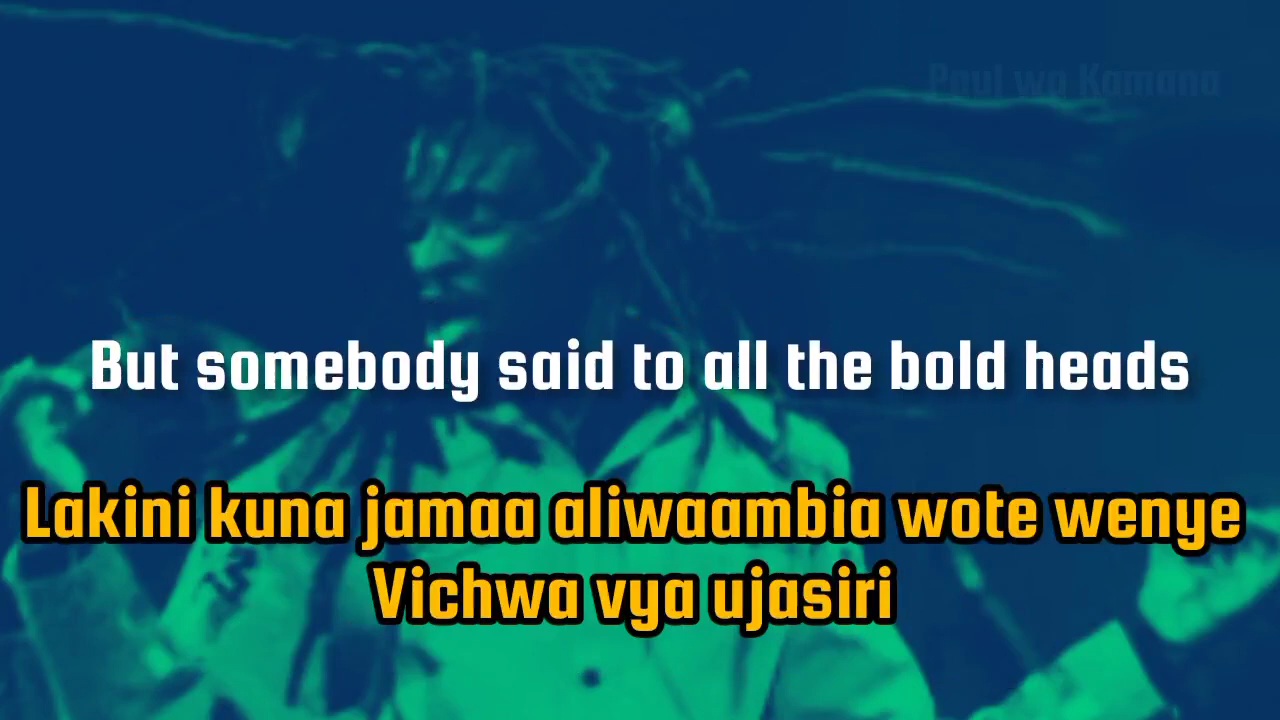 Paul wa Kamana
But somebody said to all the bold heads
Lakini kuna jamaa aliwaambia wote wenye
Vichwa vya ujasiri